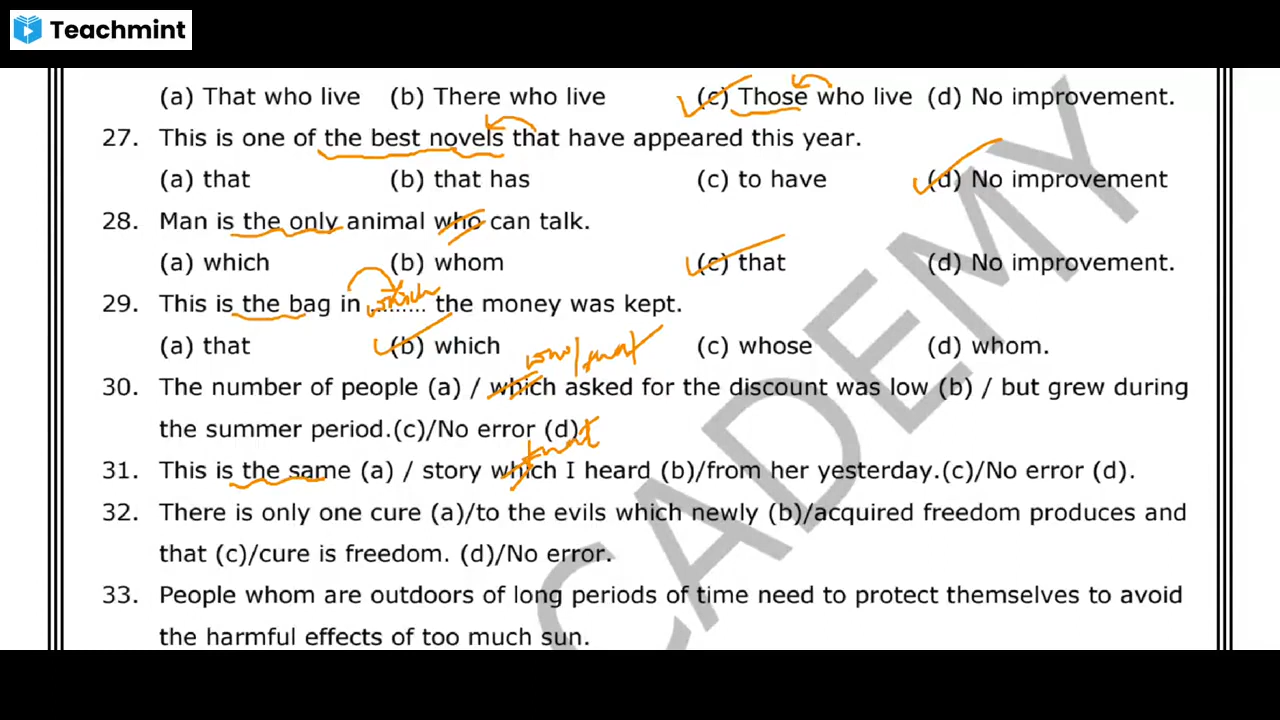 Teachmint
(a) That who live (b) There who live (c) Those who live (d) No improvement.
27. This is one of the best novels that have appeared this year.
(a) that (b) that has (c) to have (d) No improvement
28. Man is the only animal who can talk.
(a) which (b) whom (c) that (d) No improvement.
29. This is the bag in ........ the money was kept.
which
(a) that (b) which (c) whose (d) whom.
who/that
30. The number of people (a) / which asked for the discount was low (b) / but grew during
the summer period.(c)/No error (d).
that
31. This is the same (a) / story which I heard (b)/from her yesterday.(c)/No error (d).
32. There is only one cure (a)/to the evils which newly (b)/acquired freedom produces and
that (c)/cure is freedom. (d)/No error.
33. People whom are outdoors of long periods of time need to protect themselves to avoid
the harmful effects of too much sun.
CADEMY